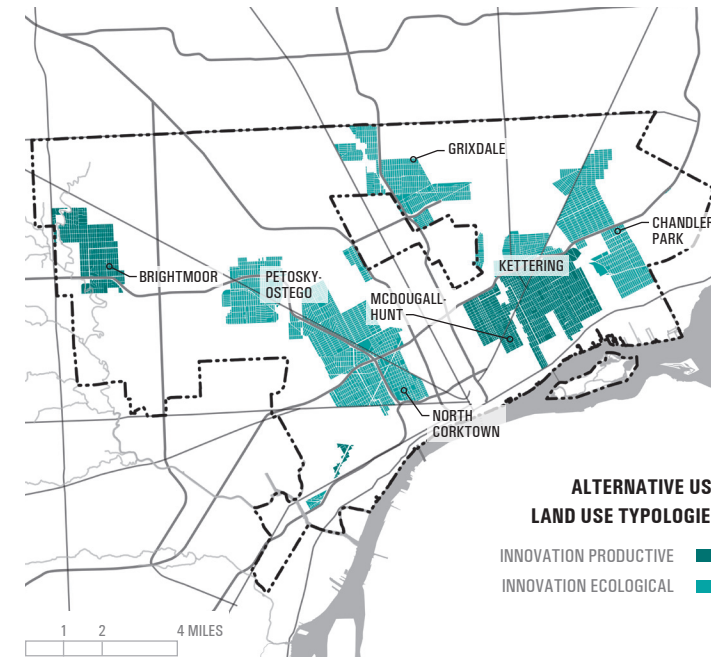 GRIXDALE
CHANDLER
PARK
KETTERING
BRIGHTMOOR
PETOSKY-
OSTEGO
MCDOUGALL-
HUNT
NORTH
CORKTOWN
ALTERNATIVE US
LAND USE TYPOLOGIE
INNOVATION PRODUCTIVE
INNOVATION ECOLOGICAL
1 2 4 MILES